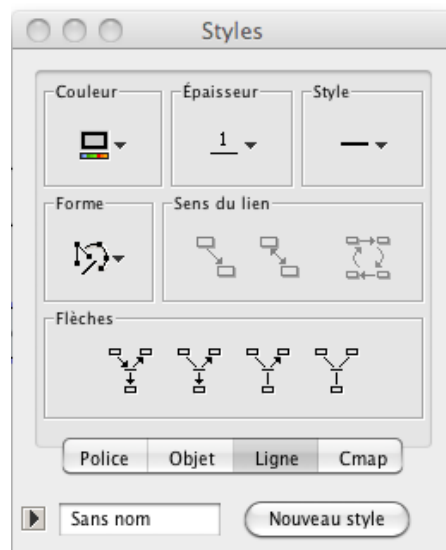 Styles
Couleur
Épaisseur
Style
1
Forme
Sens du lien
Flèches
Police
Objet
Ligne
Cmap
Sans nom
Nouveau style